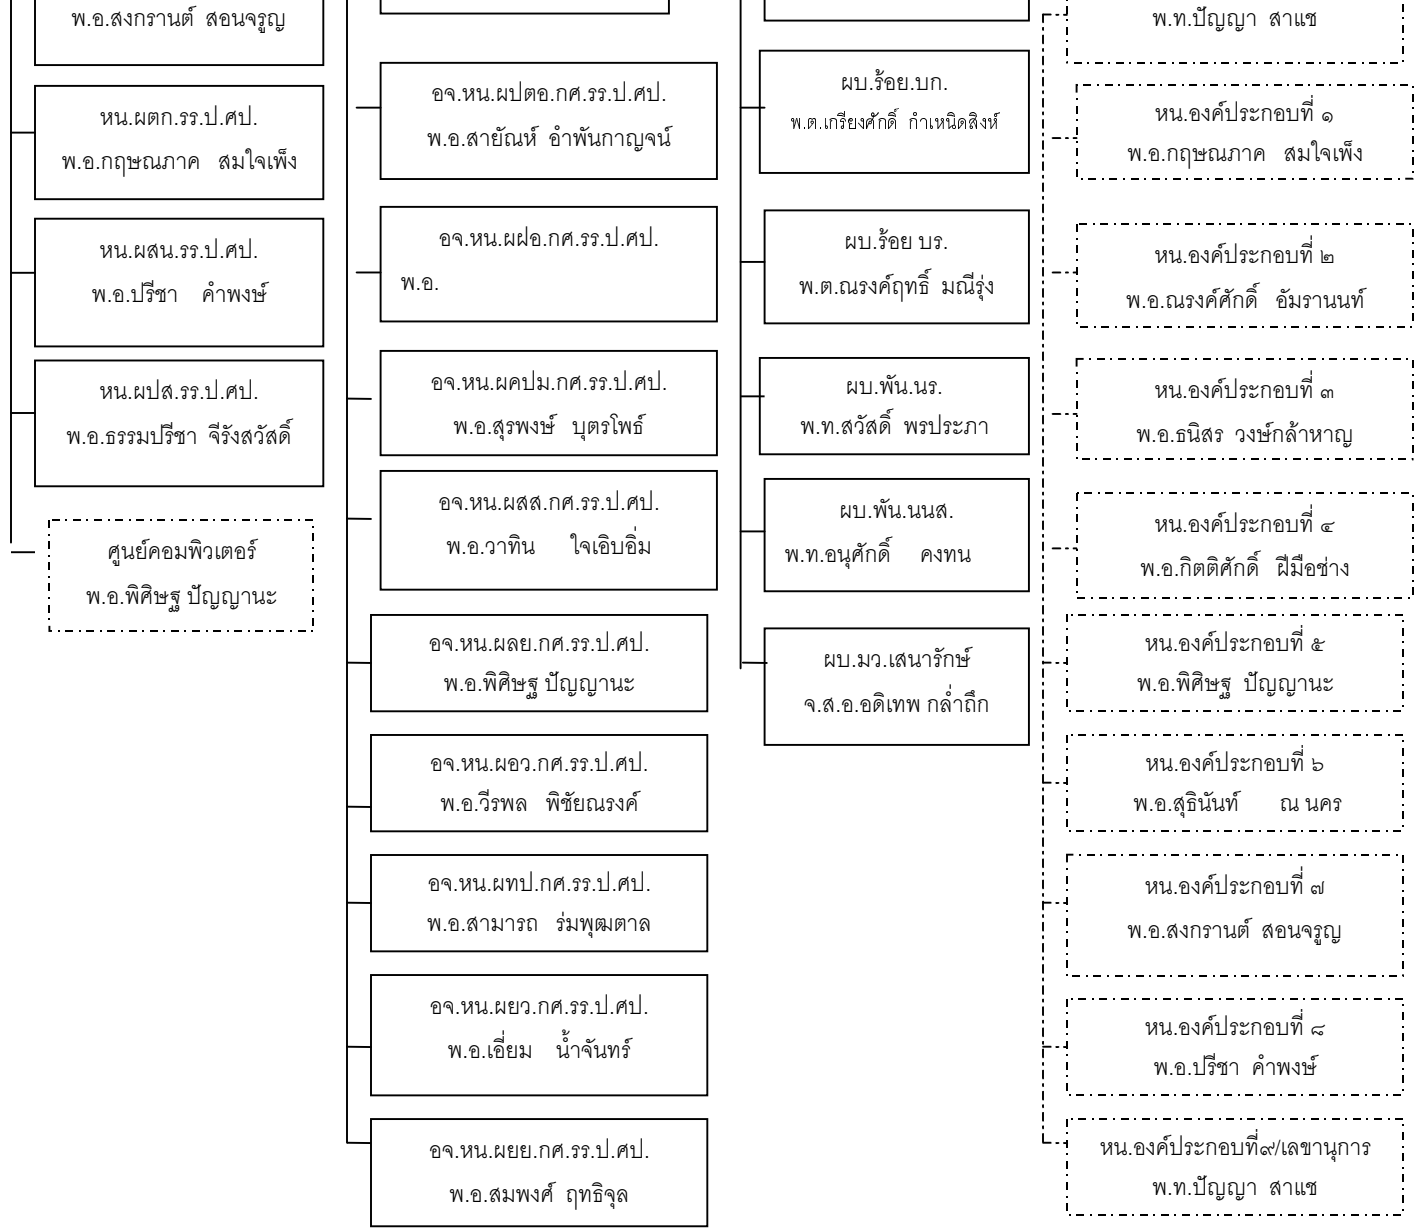 พ.อ.สงกรานต์ สอนจรูญ
หน.ผตก.รร.ป.ศป.
พ.อ.กฤษณภาค สมใจเพ็ง
หน.ผสน.รร.ป.ศป.
พ.อ.ปรีชา คำพงษ์
หน.ผปส.รร.ป.ศป.
พ.อ.ธรรมปรีชา จีรังสวัสดิ์
ศูนย์คอมพิวเตอร์
พ.อ.พิศิษฐ ปัญญานะ
อจ.หน.ผปตอ.กศ.รร.ป.ศป.
พ.อ.สายัณห์ อำพันกาญจน์
อจ.หน.ผฝอ.กศ.รร.ป.ศป.
พ.อ.
อจ.หน.ผคปม.กศ.รร.ป.ศป.
พ.อ.สุรพงษ์ บุตรโพธ์
อจ.หน.ผสส.กศ.รร.ป.ศป.
พ.อ.วาทิน ใจเอิบอิ่ม
อจ.หน.ผลย.กศ.รร.ป.ศป.
พ.อ.พิศิษฐ ปัญญานะ
อจ.หน.ผอว.กศ.รร.ป.ศป.
พ.อ.วีรพล พิชัยณรงค์
อจ.หน.ผทป.กศ.รร.ป.ศป.
พ.อ.สามารถ ร่มพุฒตาล
อจ.หน.ผยว.กศ.รร.ป.ศป.
พ.อ.เอี่ยม น้ำจันทร์
อจ.หน.ผยย.กศ.รร.ป.ศป.
พ.อ.สมพงศ์ ฤทธิจุล
ผบ.ร้อย.บก.
พ.ต.เกรียงศักดิ์ กำเหนิดสิงห์
ผบ.ร้อย บร.
พ.ต.ณรงค์ฤทธิ์ มณีรุ่ง
ผบ.พัน.นร.
พ.ท.สวัสดิ์ พรประภา
ผบ.พัน.นนส.
พ.ท.อนุศักดิ์ คงทน
ผบ.มว.เสนารักษ์
จ.ส.อ.อดิเทพ กล่ำถึก
พ.ท.ปัญญา สาแช
หน.องค์ประกอบที่ ๑
พ.อ.กฤษณภาค สมใจเพ็ง
หน.องค์ประกอบที่ ๒
พ.อ.ณรงค์ศักดิ์ อัมรานนท์
หน.องค์ประกอบที่ ๓
พ.อ.ธนิสร วงษ์กล้าหาญ
หน.องค์ประกอบที่ ๔
พ.อ.กิตติศักดิ์ ฝีมือช่าง
หน.องค์ประกอบที่ ๕
พ.อ.พิศิษฐ ปัญญานะ
หน.องค์ประกอบที่ ๖
พ.อ.สุธินันท์ ณ นคร
หน.องค์ประกอบที่ ๗
พ.อ.สงกรานต์ สอนจรูญ
หน.องค์ประกอบที่ ๘
พ.อ.ปรีชา คำพงษ์
หน.องค์ประกอบที่๙/เลขานุการ
พ.ท.ปัญญา สาแช